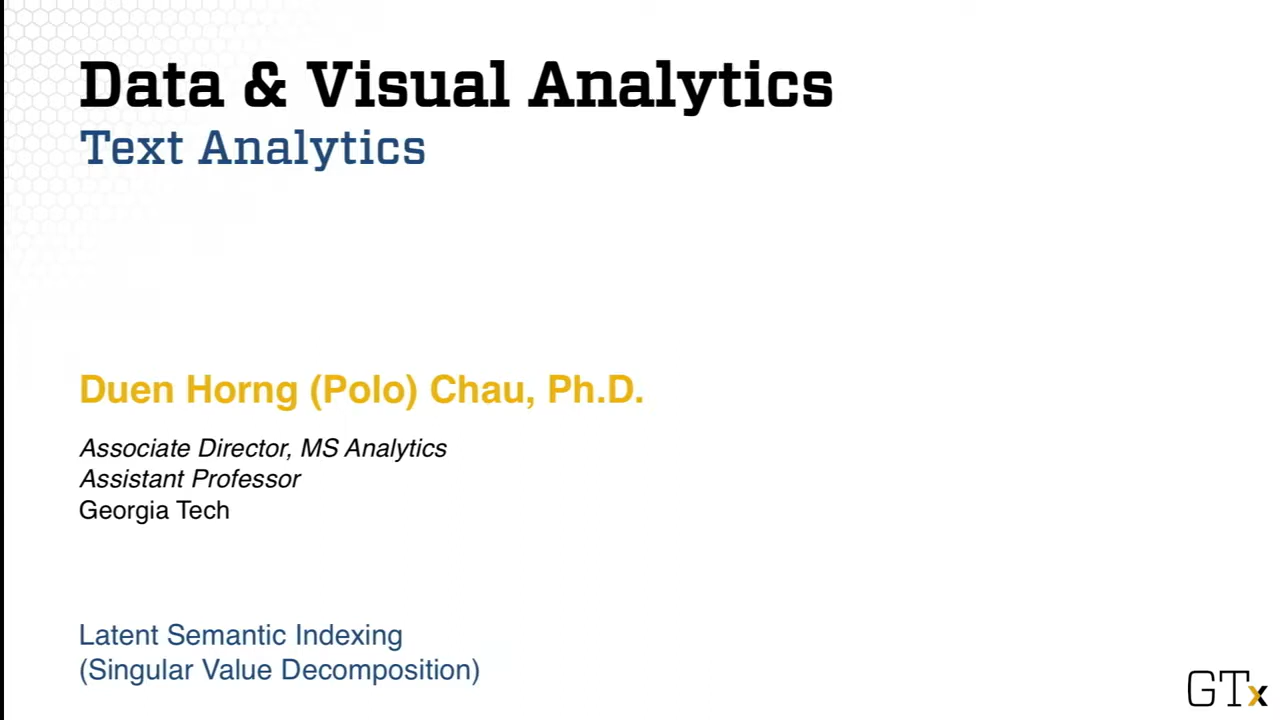 Data & Visual Analytics
Text Analytics
Duen Horng (Polo) Chau, Ph.D.
Associate Director, MS Analytics
Assistant Professor
Georgia Tech
Latent Semantic Indexing
(Singular Value Decomposition)
GTx